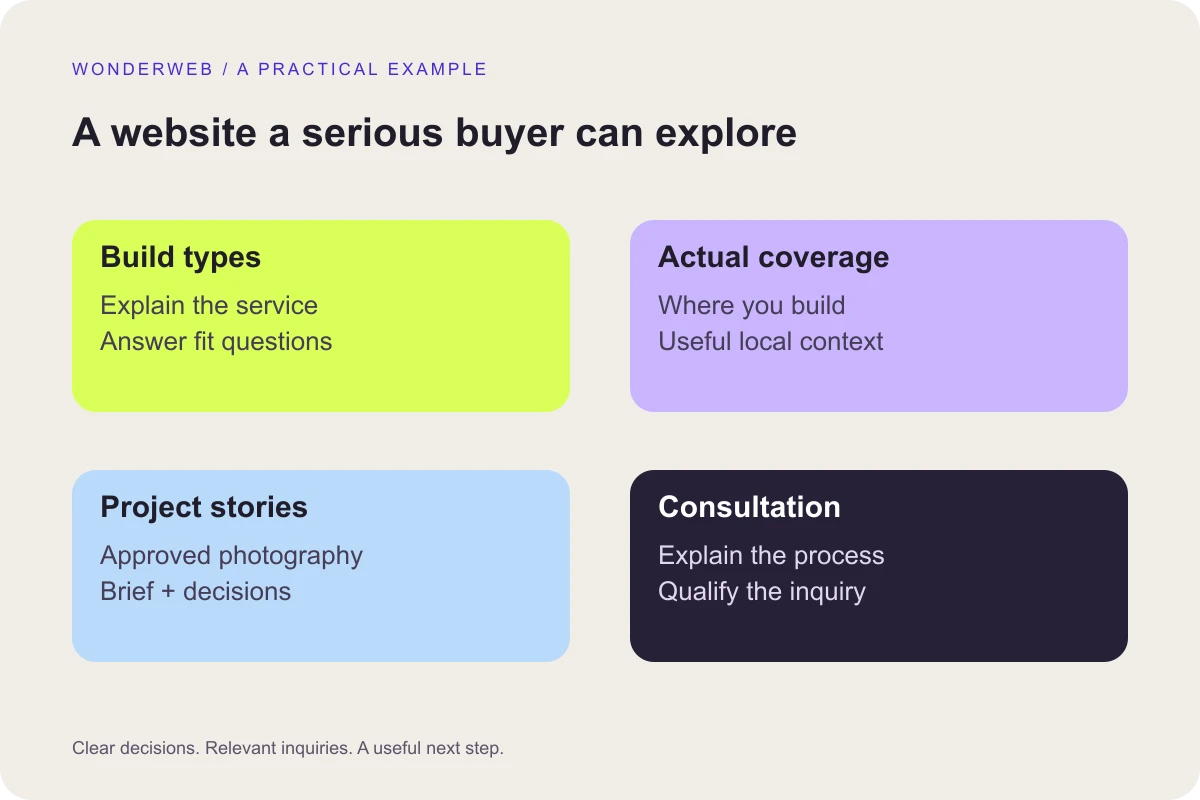 WONDERWEB / A PRACTICAL EXAMPLE
A website a serious buyer can explore
Build types
Explain the service
Answer fit questions
Actual coverage
Where you build
Useful local context
Project stories
Approved photography
Brief + decisions
Consultation
Explain the process
Qualify the inquiry
Clear decisions. Relevant inquiries. A useful next step.